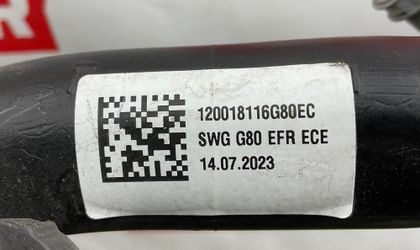 R
120018116G80EC
SWG G80 EFR ECE
14.07.2023